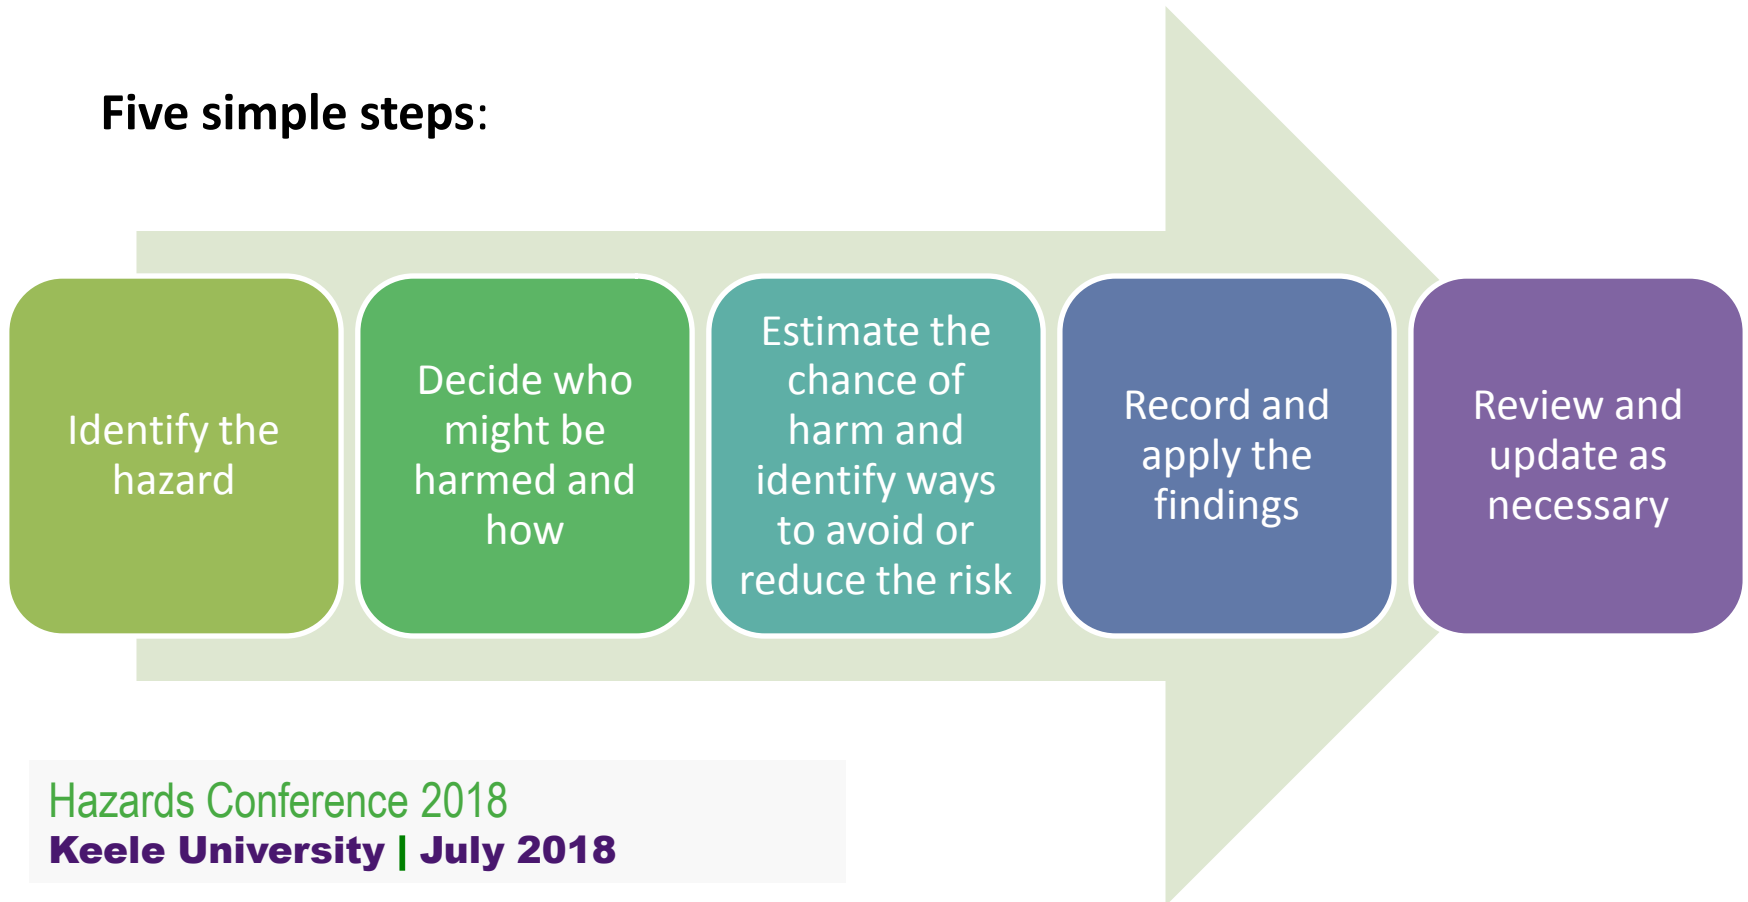 Five simple steps:
Identify the
hazard
Decide who
might be
harmed and
how
Estimate the
chance of
harm and
identify ways
to avoid or
reduce the risk
Record and
apply the
findings
Review and
update as
necessary
Hazards Conference 2018
Keele University | July 2018